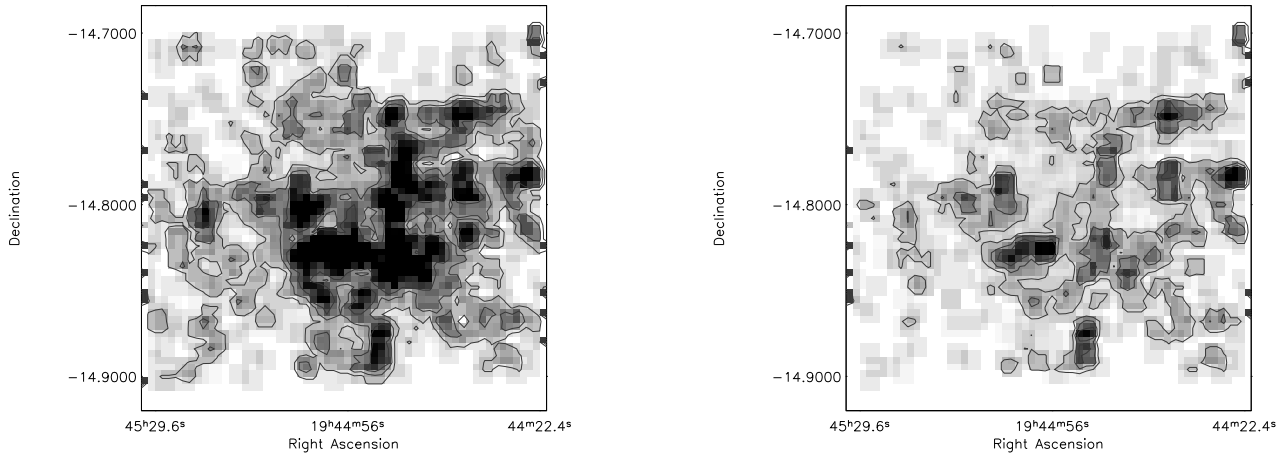 −14.7000
−14.8000
−14.9000
Declination
45ʰ29.6ˢ
19ʰ44ᵐ56ˢ
44ᵐ22.4ˢ
Right Ascension
−14.7000
−14.8000
−14.9000
Declination
45ʰ29.6ˢ
19ʰ44ᵐ56ˢ
44ᵐ22.4ˢ
Right Ascension